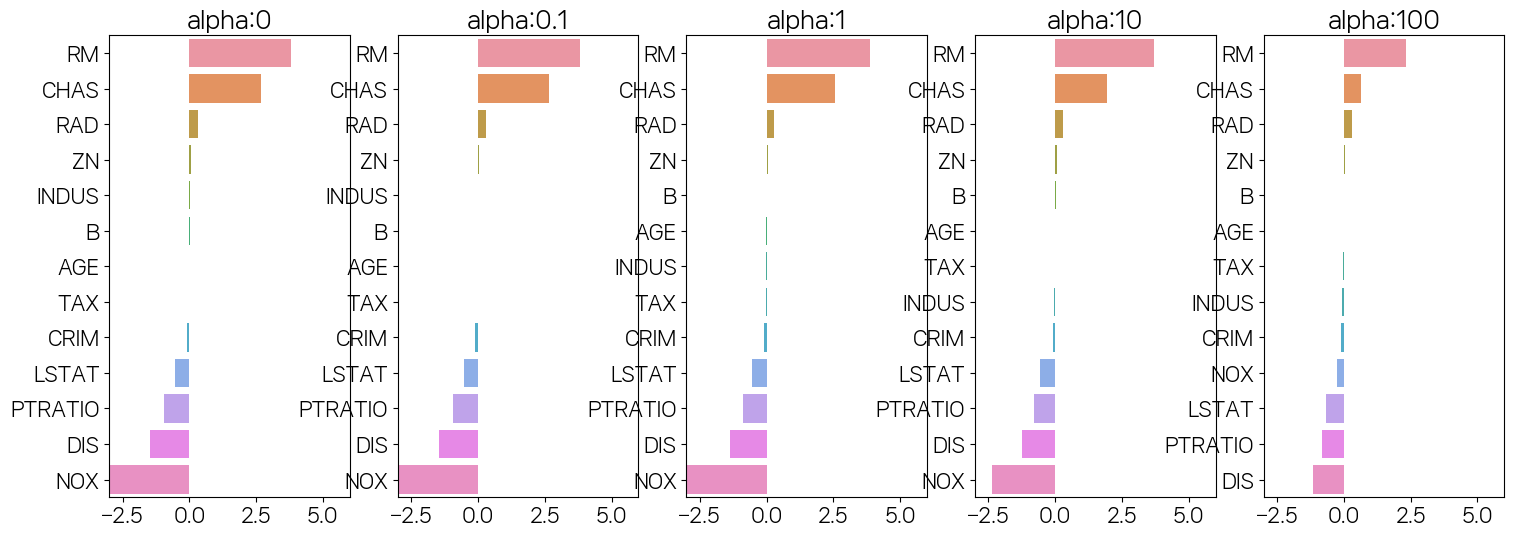 alpha:0
RM
CHAS
RAD
ZN
INDUS
B
AGE
TAX
CRIM
LSTAT
PTRATIO
DIS
NOX
−2.5 0.0 2.5 5.0
alpha:0.1
RM
CHAS
RAD
ZN
INDUS
B
AGE
TAX
CRIM
LSTAT
PTRATIO
DIS
NOX
−2.5 0.0 2.5 5.0
alpha:1
RM
CHAS
RAD
ZN
B
AGE
INDUS
TAX
CRIM
LSTAT
PTRATIO
DIS
NOX
−2.5 0.0 2.5 5.0
alpha:10
RM
CHAS
RAD
ZN
B
AGE
TAX
INDUS
CRIM
LSTAT
PTRATIO
DIS
NOX
−2.5 0.0 2.5 5.0
alpha:100
RM
CHAS
RAD
ZN
B
AGE
TAX
INDUS
CRIM
NOX
LSTAT
PTRATIO
DIS
−2.5 0.0 2.5 5.0